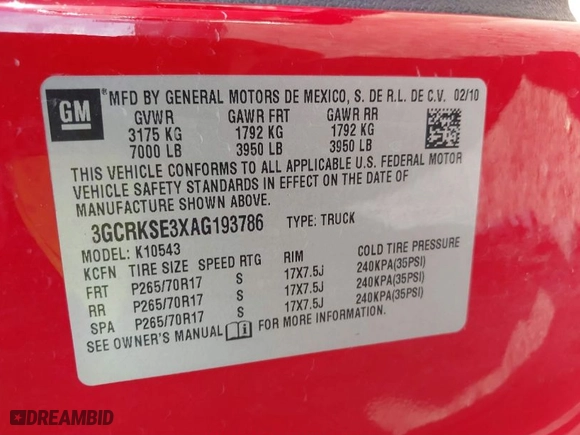 GM ® MFD BY GENERAL MOTORS DE MEXICO, S. DE R.L. DE C.V. 02/10
GVWR GAWR FRT GAWR RR
3175 KG 1792 KG 1792 KG
7000 LB 3950 LB 3950 LB
THIS VEHICLE CONFORMS TO ALL APPLICABLE U.S. FEDERAL MOTOR
VEHICLE SAFETY STANDARDS IN EFFECT ON THE DATE OF
MANUFACTURE SHOWN ABOVE.
3GCRKSE3XAG193786 TYPE: TRUCK
MODEL: K10543
KCFN TIRE SIZE SPEED RTG RIM COLD TIRE PSI
FRT P265/70R17 S 17X7.5J 240KPA(35PSI)
RR P265/70R17 S 17X7.5J 240KPA(35PSI)
SPA P265/70R17 S 17X7.5J 240KPA(35PSI)
SEE OWNER'S MANUAL i FOR MORE INFORMATION.
DREAMBID